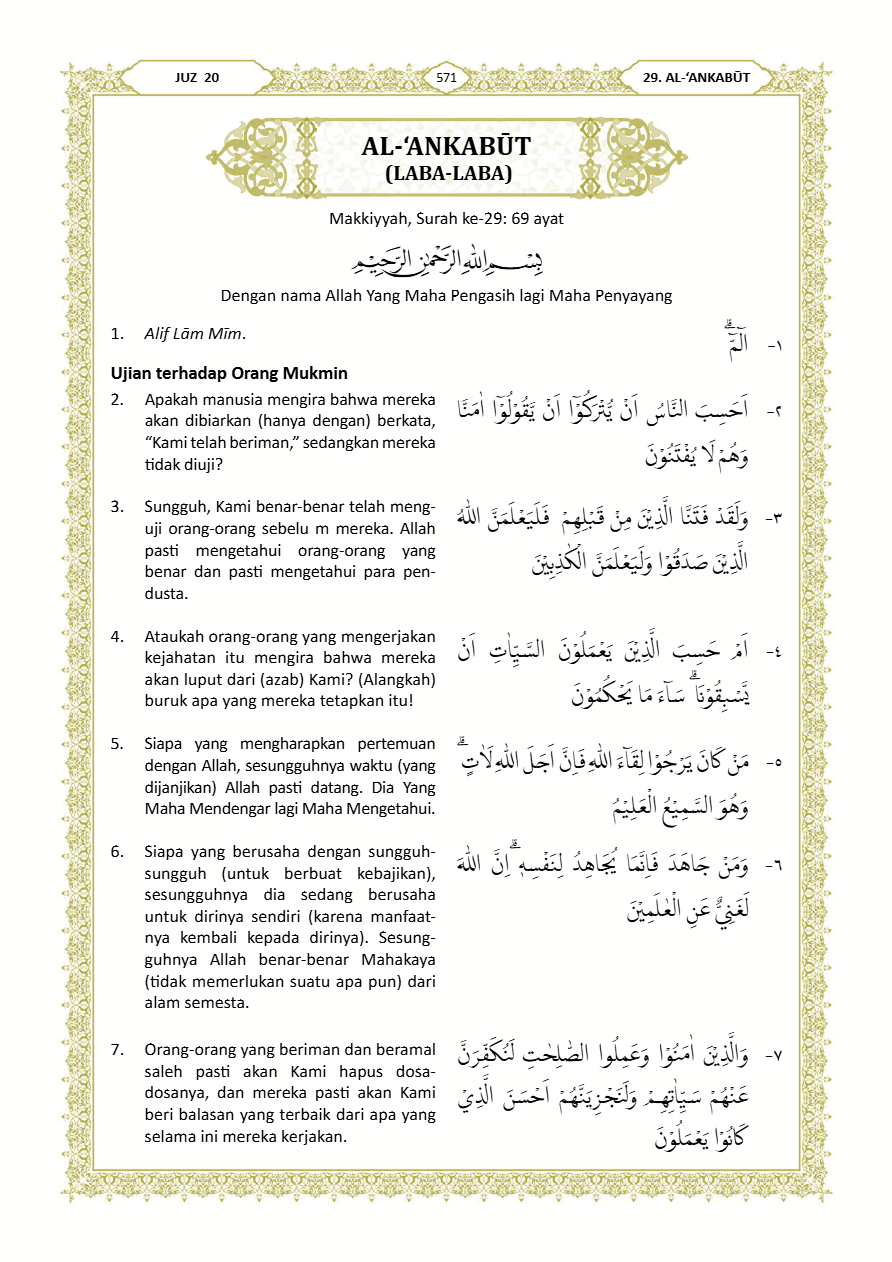 JUZ 20
571
29. AL-‘ANKABŪT
AL-‘ANKABŪT
(LABA-LABA)
Makkiyyah, Surah ke-29: 69 ayat
بِسْمِ اللّٰهِ الرَّحْمٰنِ الرَّحِيْمِ
Dengan nama Allah Yang Maha Pengasih lagi Maha Penyayang
1. Alif Lām Mīm.
١- الۤمّۤ ۗ
Ujian terhadap Orang Mukmin
2. Apakah manusia mengira bahwa mereka
akan dibiarkan (hanya dengan) berkata,
“Kami telah beriman,” sedangkan mereka
tidak diuji?
٢- اَحَسِبَ النَّاسُ اَنْ يُّتْرَكُوْٓا اَنْ يَّقُوْلُوْٓا اٰمَنَّا
وَهُمْ لَا يُفْتَنُوْنَ
3. Sungguh, Kami benar-benar telah meng-
uji orang-orang sebelu m mereka. Allah
pasti mengetahui orang-orang yang
benar dan pasti mengetahui para pen-
dusta.
٣- وَلَقَدْ فَتَنَّا الَّذِيْنَ مِنْ قَبْلِهِمْ فَلَيَعْلَمَنَّ اللّٰهُ
الَّذِيْنَ صَدَقُوْا وَلَيَعْلَمَنَّ الْكٰذِبِيْنَ
4. Ataukah orang-orang yang mengerjakan
kejahatan itu mengira bahwa mereka
akan luput dari (azab) Kami? (Alangkah)
buruk apa yang mereka tetapkan itu!
٤- اَمْ حَسِبَ الَّذِيْنَ يَعْمَلُوْنَ السَّيِّاٰتِ اَنْ
يَّسْبِقُوْنَا ۗ سَاۤءَ مَا يَحْكُمُوْنَ
5. Siapa yang mengharapkan pertemuan
dengan Allah, sesungguhnya waktu (yang
dijanjikan) Allah pasti datang. Dia Yang
Maha Mendengar lagi Maha Mengetahui.
٥- مَنْ كَانَ يَرْجُوْا لِقَاۤءَ اللّٰهِ فَاِنَّ اَجَلَ اللّٰهِ لَاٰتٍ ۗ
وَهُوَ السَّمِيْعُ الْعَلِيْمُ
6. Siapa yang berusaha dengan sungguh-
sungguh (untuk berbuat kebajikan),
sesungguhnya dia sedang berusaha
untuk dirinya sendiri (karena manfaat-
nya kembali kepada dirinya). Sesung-
guhnya Allah benar-benar Mahakaya
(tidak memerlukan suatu apa pun) dari
alam semesta.
٦- وَمَنْ جَاهَدَ فَاِنَّمَا يُجَاهِدُ لِنَفْسِهٖ ۗ اِنَّ اللّٰهَ
لَغَنِيٌّ عَنِ الْعٰلَمِيْنَ
7. Orang-orang yang beriman dan beramal
saleh pasti akan Kami hapus dosa-
dosanya, dan mereka pasti akan Kami
beri balasan yang terbaik dari apa yang
selama ini mereka kerjakan.
٧- وَالَّذِيْنَ اٰمَنُوْا وَعَمِلُوا الصّٰلِحٰتِ لَنُكَفِّرَنَّ
عَنْهُمْ سَيِّاٰتِهِمْ وَلَنَجْزِيَنَّهُمْ اَحْسَنَ الَّذِيْ
كَانُوْا يَعْمَلُوْنَ